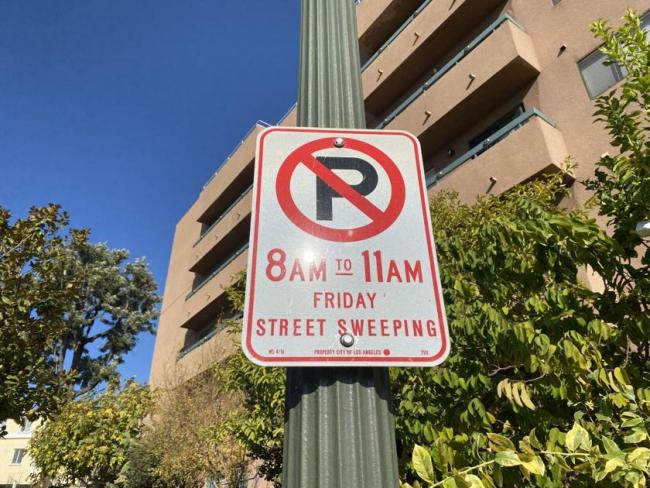 P
8AM TO 11AM
FRIDAY
STREET SWEEPING
PROPERTY CITY OF LOS ANGELES